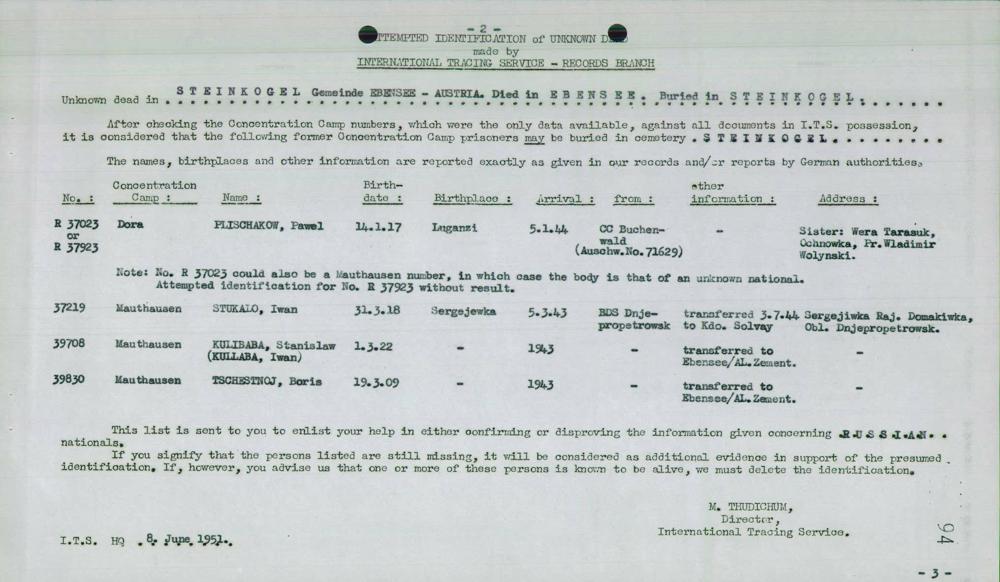 - 2 -
ATTEMPTED IDENTIFICATION of UNKNOWN DEAD
made by
INTERNATIONAL TRACING SERVICE - RECORDS BRANCH
Unknown dead in STEINKOGEL Gemeinde EBENSEE - AUSTRIA. Died in EBENSEE. Buried in STEINKOGEL.
After checking the Concentration Camp numbers, which were the only data available, against all documents in I.T.S. possession,
it is considered that the following former Concentration Camp prisoners may be buried in cemetery . STEINKOGEL. . . . . . . . .
The names, birthplaces and other information are reported exactly as given in our records and/or reports by German authorities.
No. : Concentration Camp : Name : Birth-date : Birthplace : Arrival : from : other information : Address :
R 37023 or R 37923 Dora PLISCHAKOW, Pawel 14.1.17 Luganzi 5.1.44 CC Buchen-wald (Auschw.No.71629) - Sister: Wera Tarasuk, Ochnowka, Pr.Wladimir Wolynski.
Note: No. R 37023 could also be a Mauthausen number, in which case the body is that of an unknown national.
Attempted identification for No. R 37923 without result.
37219 Mauthausen STUKALO, Iwan 31.3.18 Sergejewka 5.3.43 BDS Dnje-propetrowsk transferred 3.7.44 to Kdo. Solvay Sergejiwka Raj. Domakiwka, Obl. Dnjepropetrowsk.
39708 Mauthausen KULIBABA, Stanislaw (KULLABA, Iwan) 1.3.22 - 1943 - transferred to Ebensee/AL.Zement. -
39830 Mauthausen TSCHESTNOJ, Boris 19.3.09 - 1943 - transferred to Ebensee/AL.Zement. -
This list is sent to you to enlist your help in either confirming or disproving the information given concerning .RUSSIAN. .
nationals.
If you signify that the persons listed are still missing, it will be considered as additional evidence in support of the presumed
identification. If, however, you advise us that one or more of these persons is known to be alive, we must delete the identification.
M. THUDICHUM,
Director,
International Tracing Service.
I.T.S. HQ .8. June 1951..
94
- 3 -